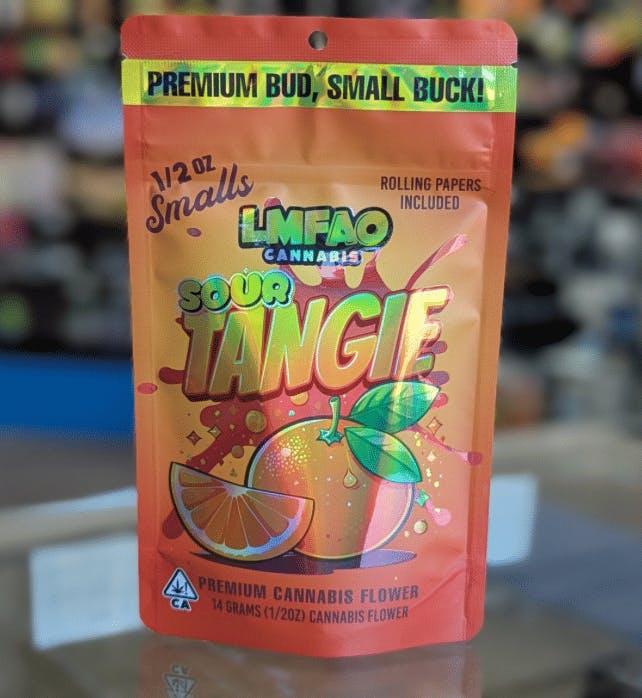 PREMIUM BUD, SMALL BUCK!
1/2 OZ
Smalls
ROLLING PAPERS
INCLUDED
LMFAO
CANNABIS
SOUR
TANGIE
CA
PREMIUM CANNABIS FLOWER
14 GRAMS (1/2OZ) CANNABIS FLOWER